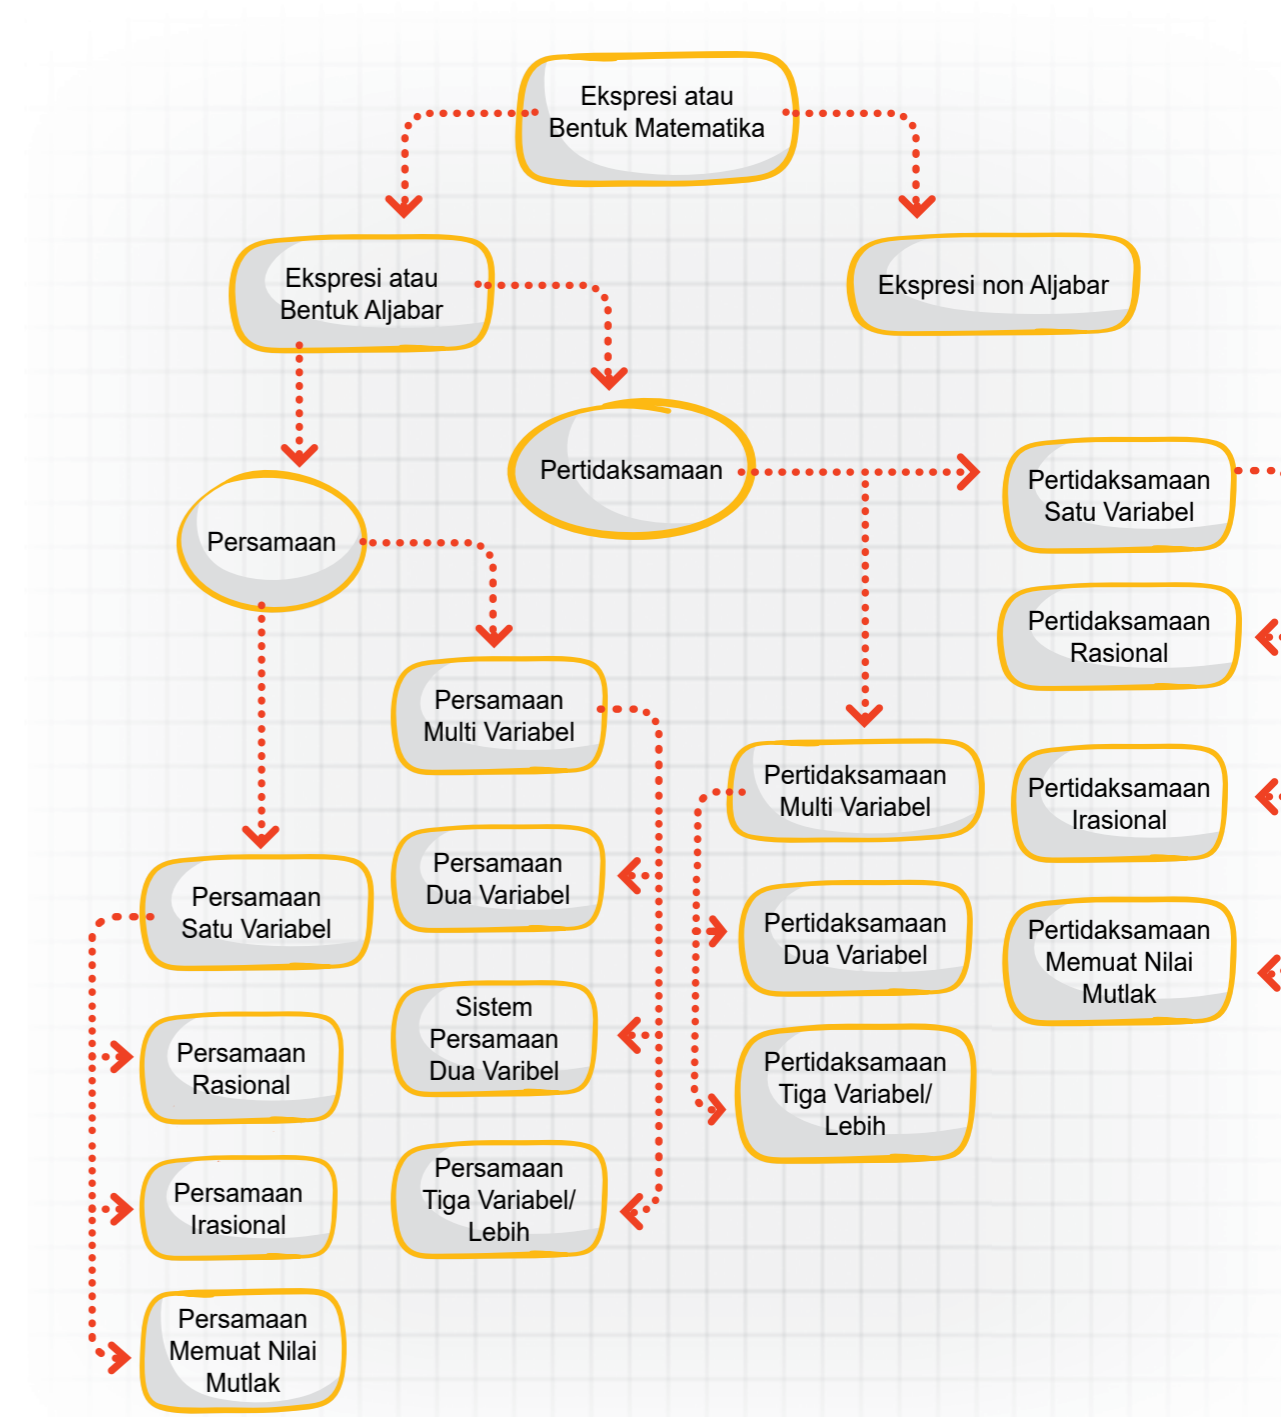 Ekspresi atau
Bentuk Matematika
Ekspresi atau
Bentuk Aljabar
Ekspresi non Aljabar
Pertidaksamaan
Pertidaksamaan
Satu Variabel
Persamaan
Pertidaksamaan
Rasional
Persamaan
Multi Variabel
Pertidaksamaan
Multi Variabel
Pertidaksamaan
Irasional
Persamaan
Dua Variabel
Persamaan
Satu Variabel
Pertidaksamaan
Dua Variabel
Pertidaksamaan
Memuat Nilai
Mutlak
Sistem
Persamaan
Dua Varibel
Persamaan
Rasional
Pertidaksamaan
Tiga Variabel/
Lebih
Persamaan
Tiga Variabel/
Lebih
Persamaan
Irasional
Persamaan
Memuat Nilai
Mutlak